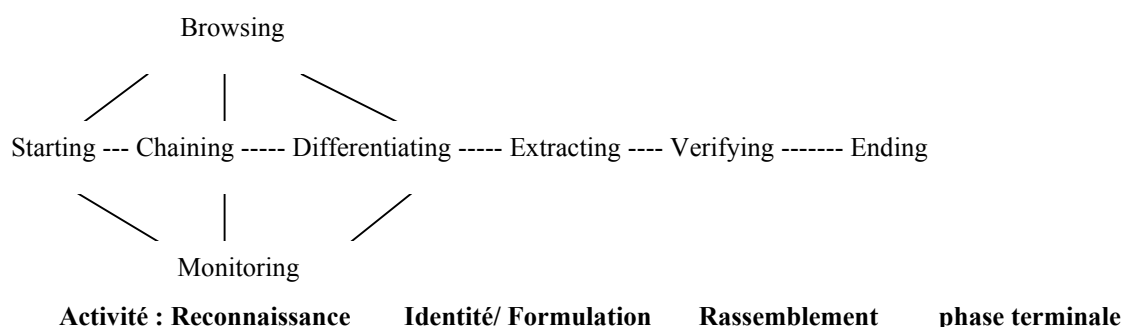 Browsing
Starting --- Chaining ----- Differentiating ----- Extracting ---- Verifying ------- Ending
Monitoring
Activité : Reconnaissance Identité/ Formulation Rassemblement phase terminale